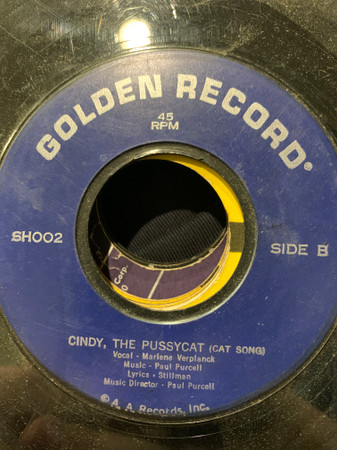 GOLDEN RECORD®
45
RPM
SH002
SIDE B
CINDY, THE PUSSYCAT (CAT SONG)
Vocal - Marlene Verplanck
Music - Paul Purcell
Lyrics - Stillman
Music Director - Paul Purcell
© A. A. Records, Inc.
Corp.